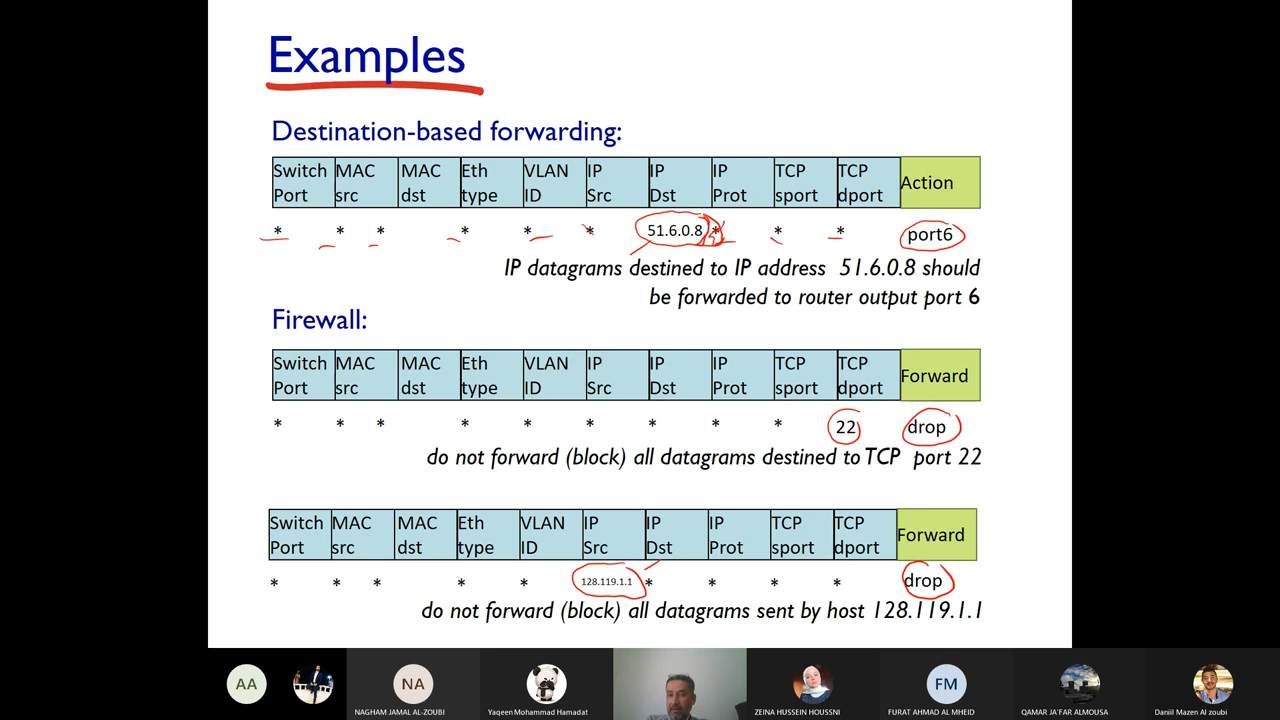 Examples
Destination-based forwarding:
Switch Port MAC src MAC dst Eth type VLAN ID IP Src IP Dst IP Prot TCP sport TCP dport Action
* * * * * * 51.6.0.8 * * * port6
IP datagrams destined to IP address 51.6.0.8 should
be forwarded to router output port 6
Firewall:
Switch Port MAC src MAC dst Eth type VLAN ID IP Src IP Dst IP Prot TCP sport TCP dport Forward
* * * * * * * * * 22 drop
do not forward (block) all datagrams destined to TCP port 22
Switch Port MAC src MAC dst Eth type VLAN ID IP Src IP Dst IP Prot TCP sport TCP dport Forward
* * * * * 128.119.1.1 * * * * drop
do not forward (block) all datagrams sent by host 128.119.1.1
AA NA FM
NAGHAM JAMAL AL-ZOUBI Yaqeen Mohammad Hamadat ZEINA HUSSEIN HOUSSNI FURAT AHMAD AL MHEID QAMAR JA'FAR ALMOUSA Daniil Mazen Al zoubi